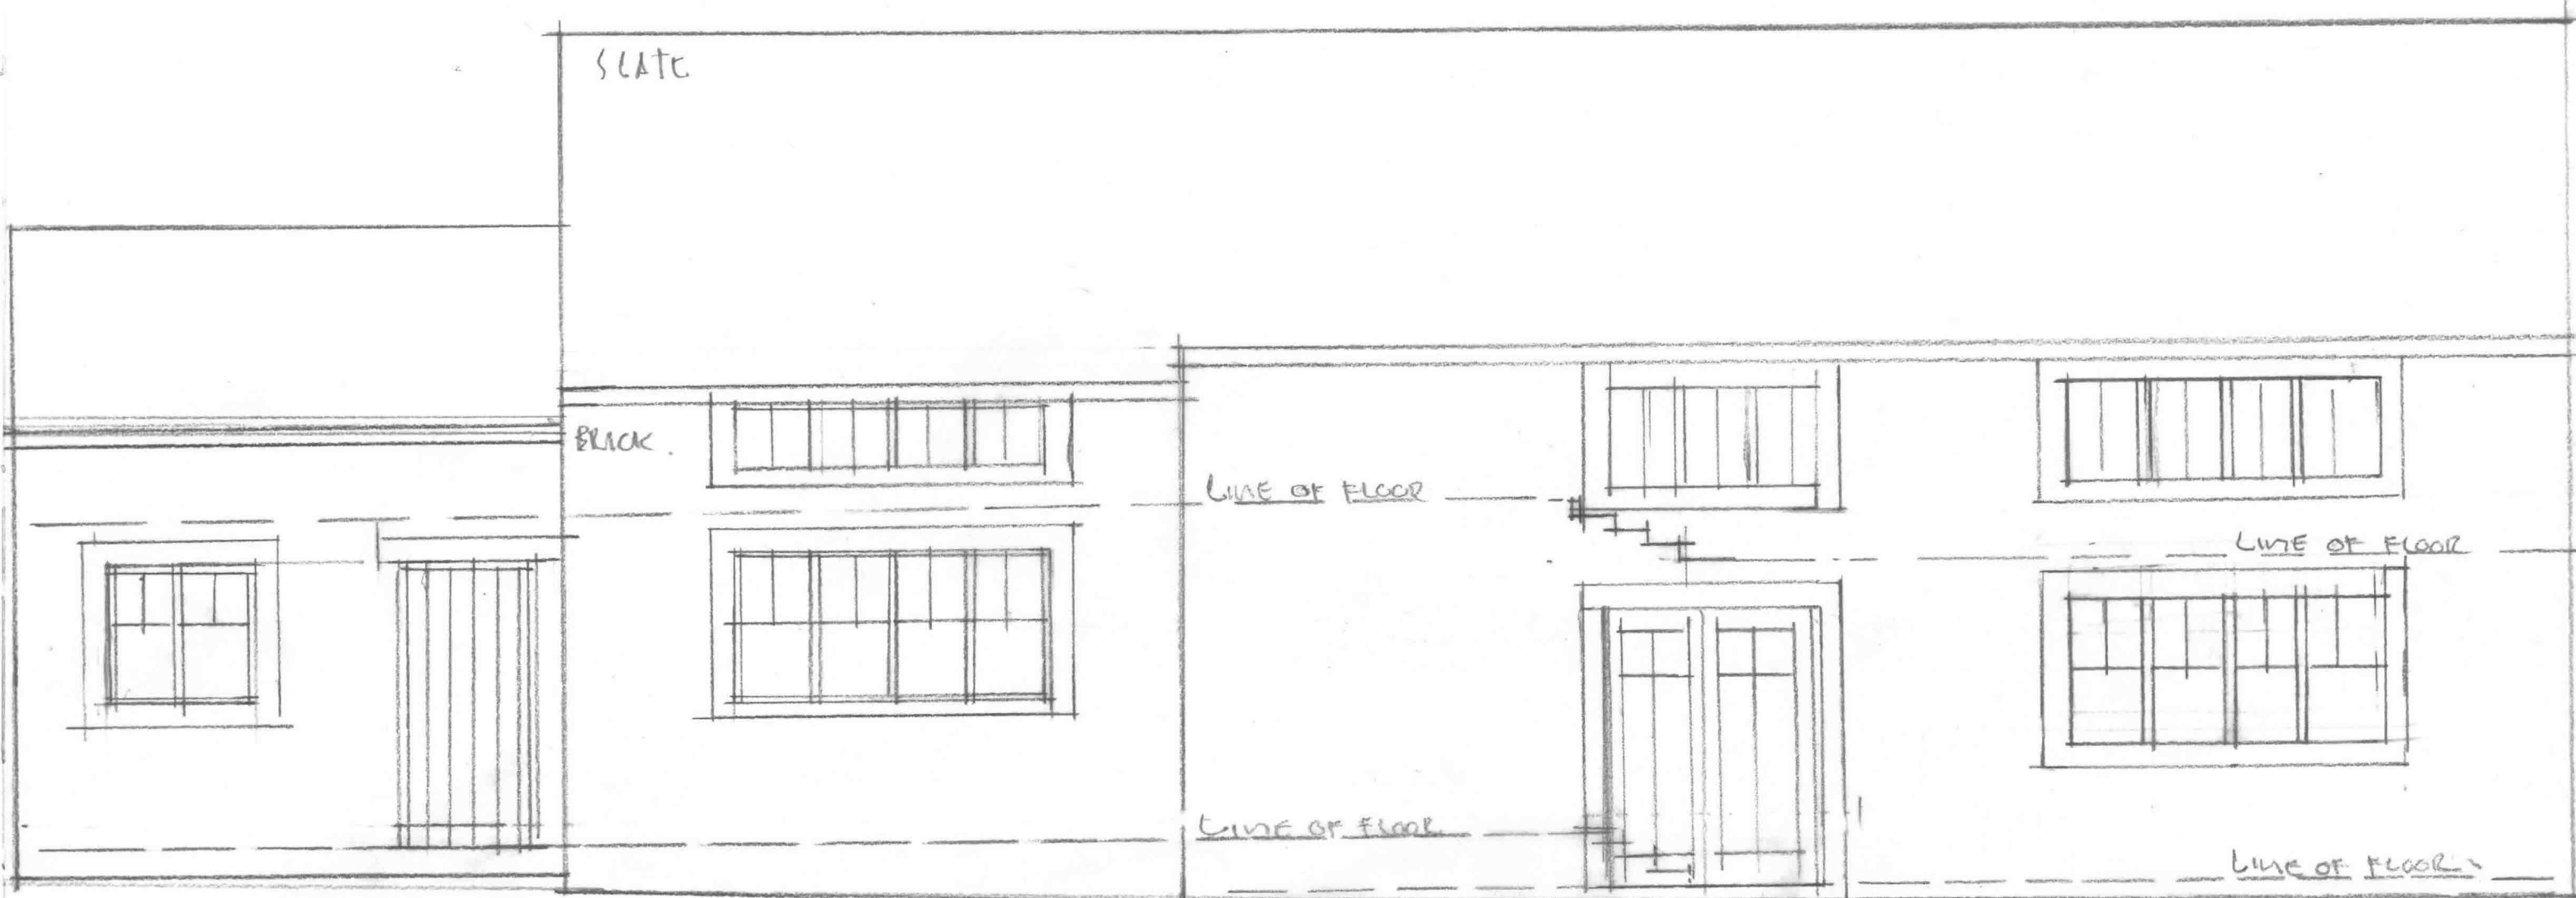 SLATE
BRICK.
LINE OF FLOOR
LINE OF FLOOR
LINE OF FLOOR
LINE OF FLOOR